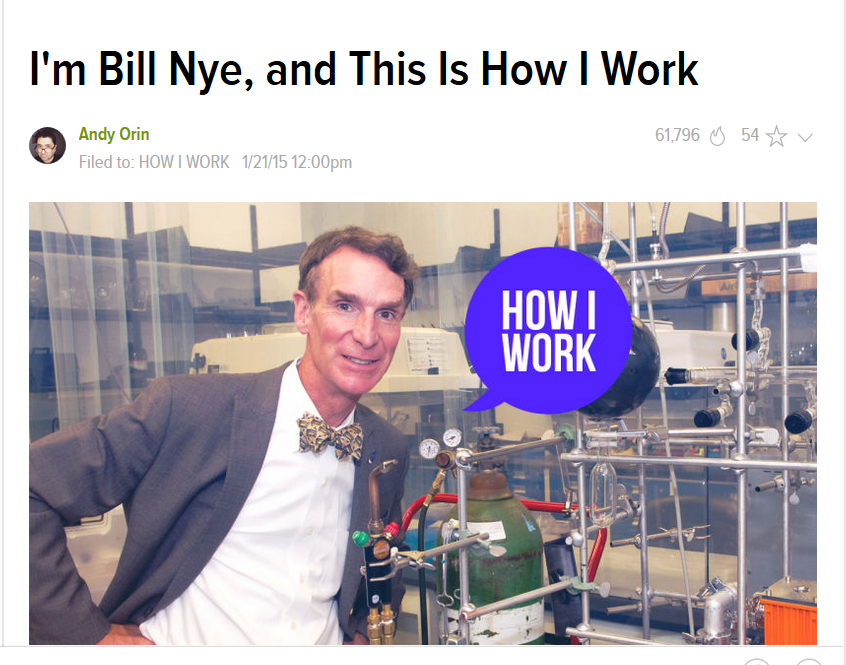 I'm Bill Nye, and This Is How I Work
Andy Orin
61,796 54
Filed to: HOW I WORK 1/21/15 12:00pm
HOW I
WORK